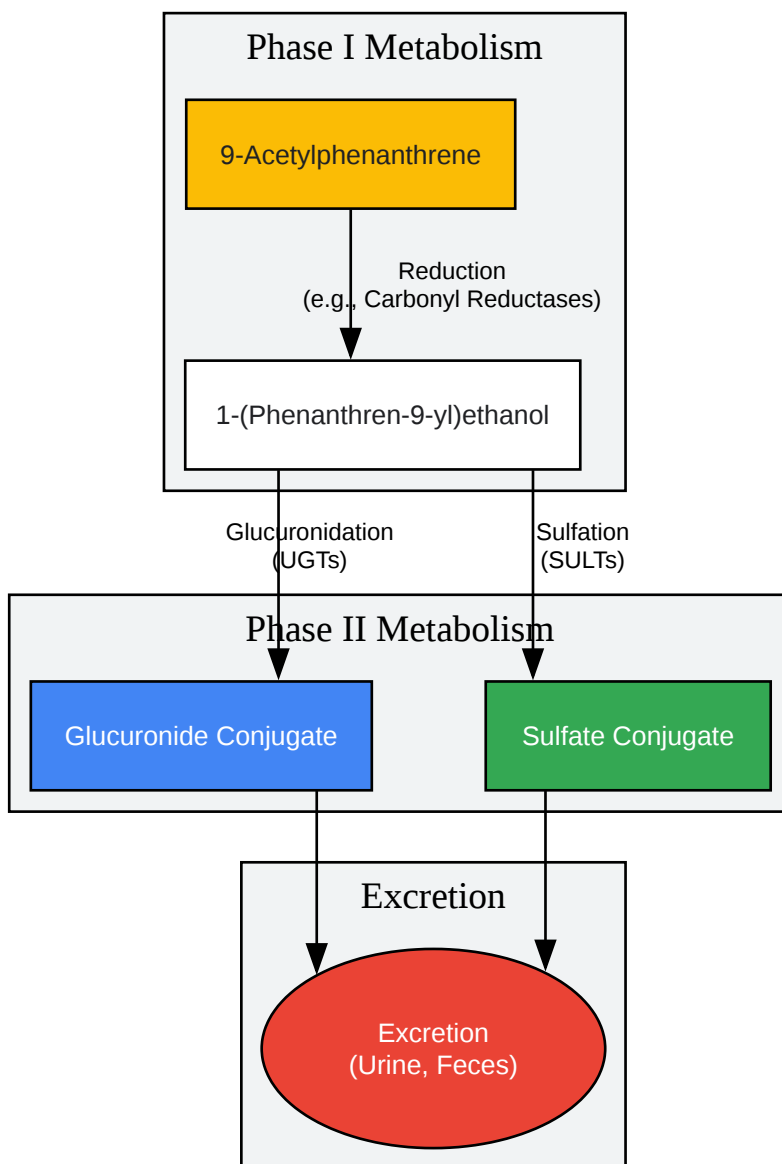 Phase I Metabolism
9-Acetylphenanthrene
Reduction
(e.g., Carbonyl Reductases)
1-(Phenanthren-9-yl)ethanol
Glucuronidation
(UGTs)
Sulfation
(SULTs)
Phase II Metabolism
Glucuronide Conjugate
Sulfate Conjugate
Excretion
Excretion
(Urine, Feces)